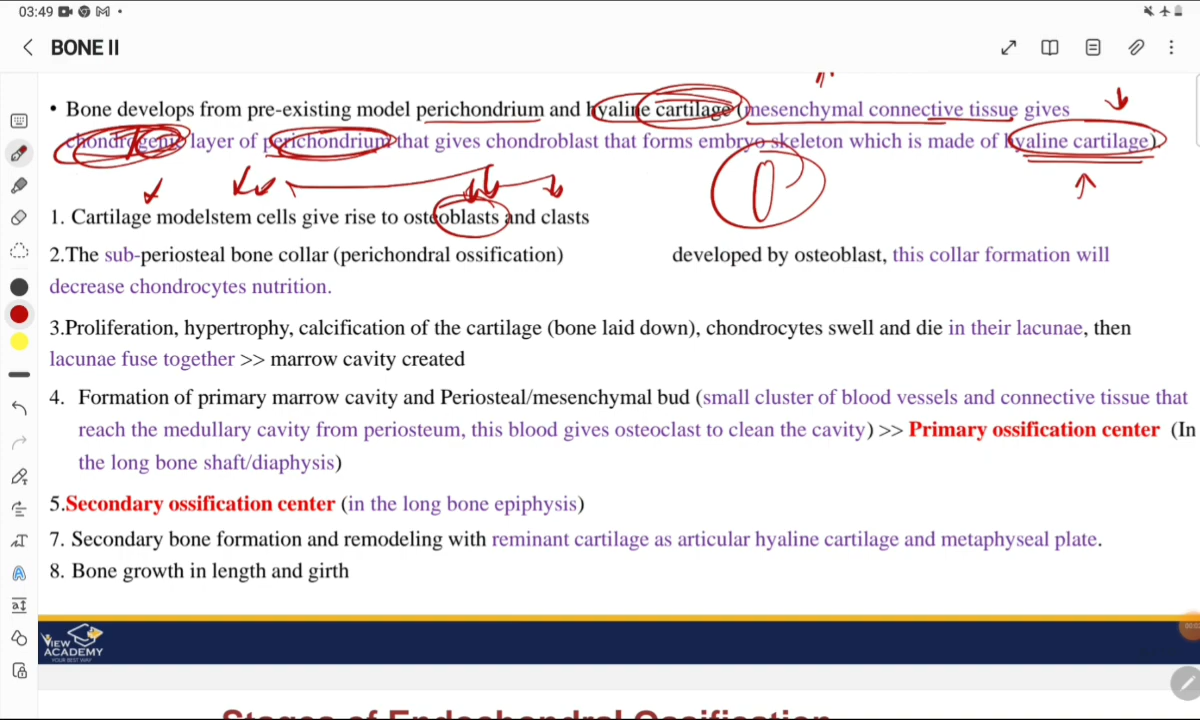 03:49
BONE II
• Bone develops from pre-existing model perichondrium and hyaline cartilage (mesenchymal connective tissue gives
chondrogenic layer of perichondrium that gives chondroblast that forms embryo skeleton which is made of hyaline cartilage).
1. Cartilage modelstem cells give rise to osteoblasts and clasts
2.The sub-periosteal bone collar (perichondral ossification) developed by osteoblast, this collar formation will
decrease chondrocytes nutrition.
3.Proliferation, hypertrophy, calcification of the cartilage (bone laid down), chondrocytes swell and die in their lacunae, then
lacunae fuse together >> marrow cavity created
4. Formation of primary marrow cavity and Periosteal/mesenchymal bud (small cluster of blood vessels and connective tissue that
reach the medullary cavity from periosteum, this blood gives osteoclast to clean the cavity) >> Primary ossification center (In
the long bone shaft/diaphysis)
5.Secondary ossification center (in the long bone epiphysis)
7. Secondary bone formation and remodeling with reminant cartilage as articular hyaline cartilage and metaphyseal plate.
8. Bone growth in length and girth
VIEW
ACADEMY
YOUR BEST WAY
Stages of Endochondral Ossification